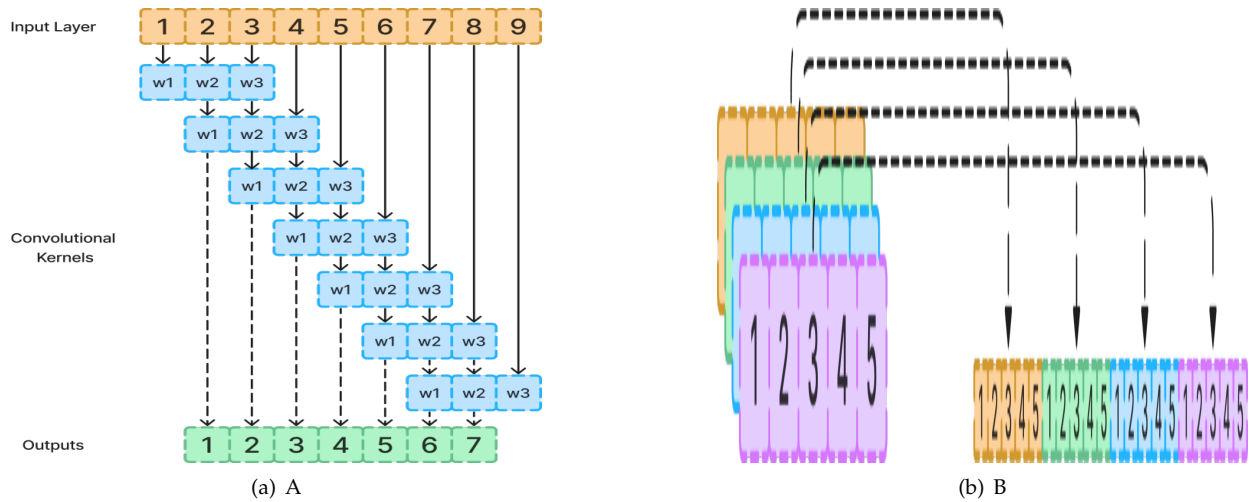 Input Layer 1 2 3 4 5 6 7 8 9
w1 w2 w3
w1 w2 w3
w1 w2 w3
w1 w2 w3
w1 w2 w3
w1 w2 w3
w1 w2 w3
Convolutional
Kernels
Outputs 1 2 3 4 5 6 7
(a) A
1 2 3 4 5
1 2 3 4 5 1 2 3 4 5 1 2 3 4 5 1 2 3 4 5
(b) B